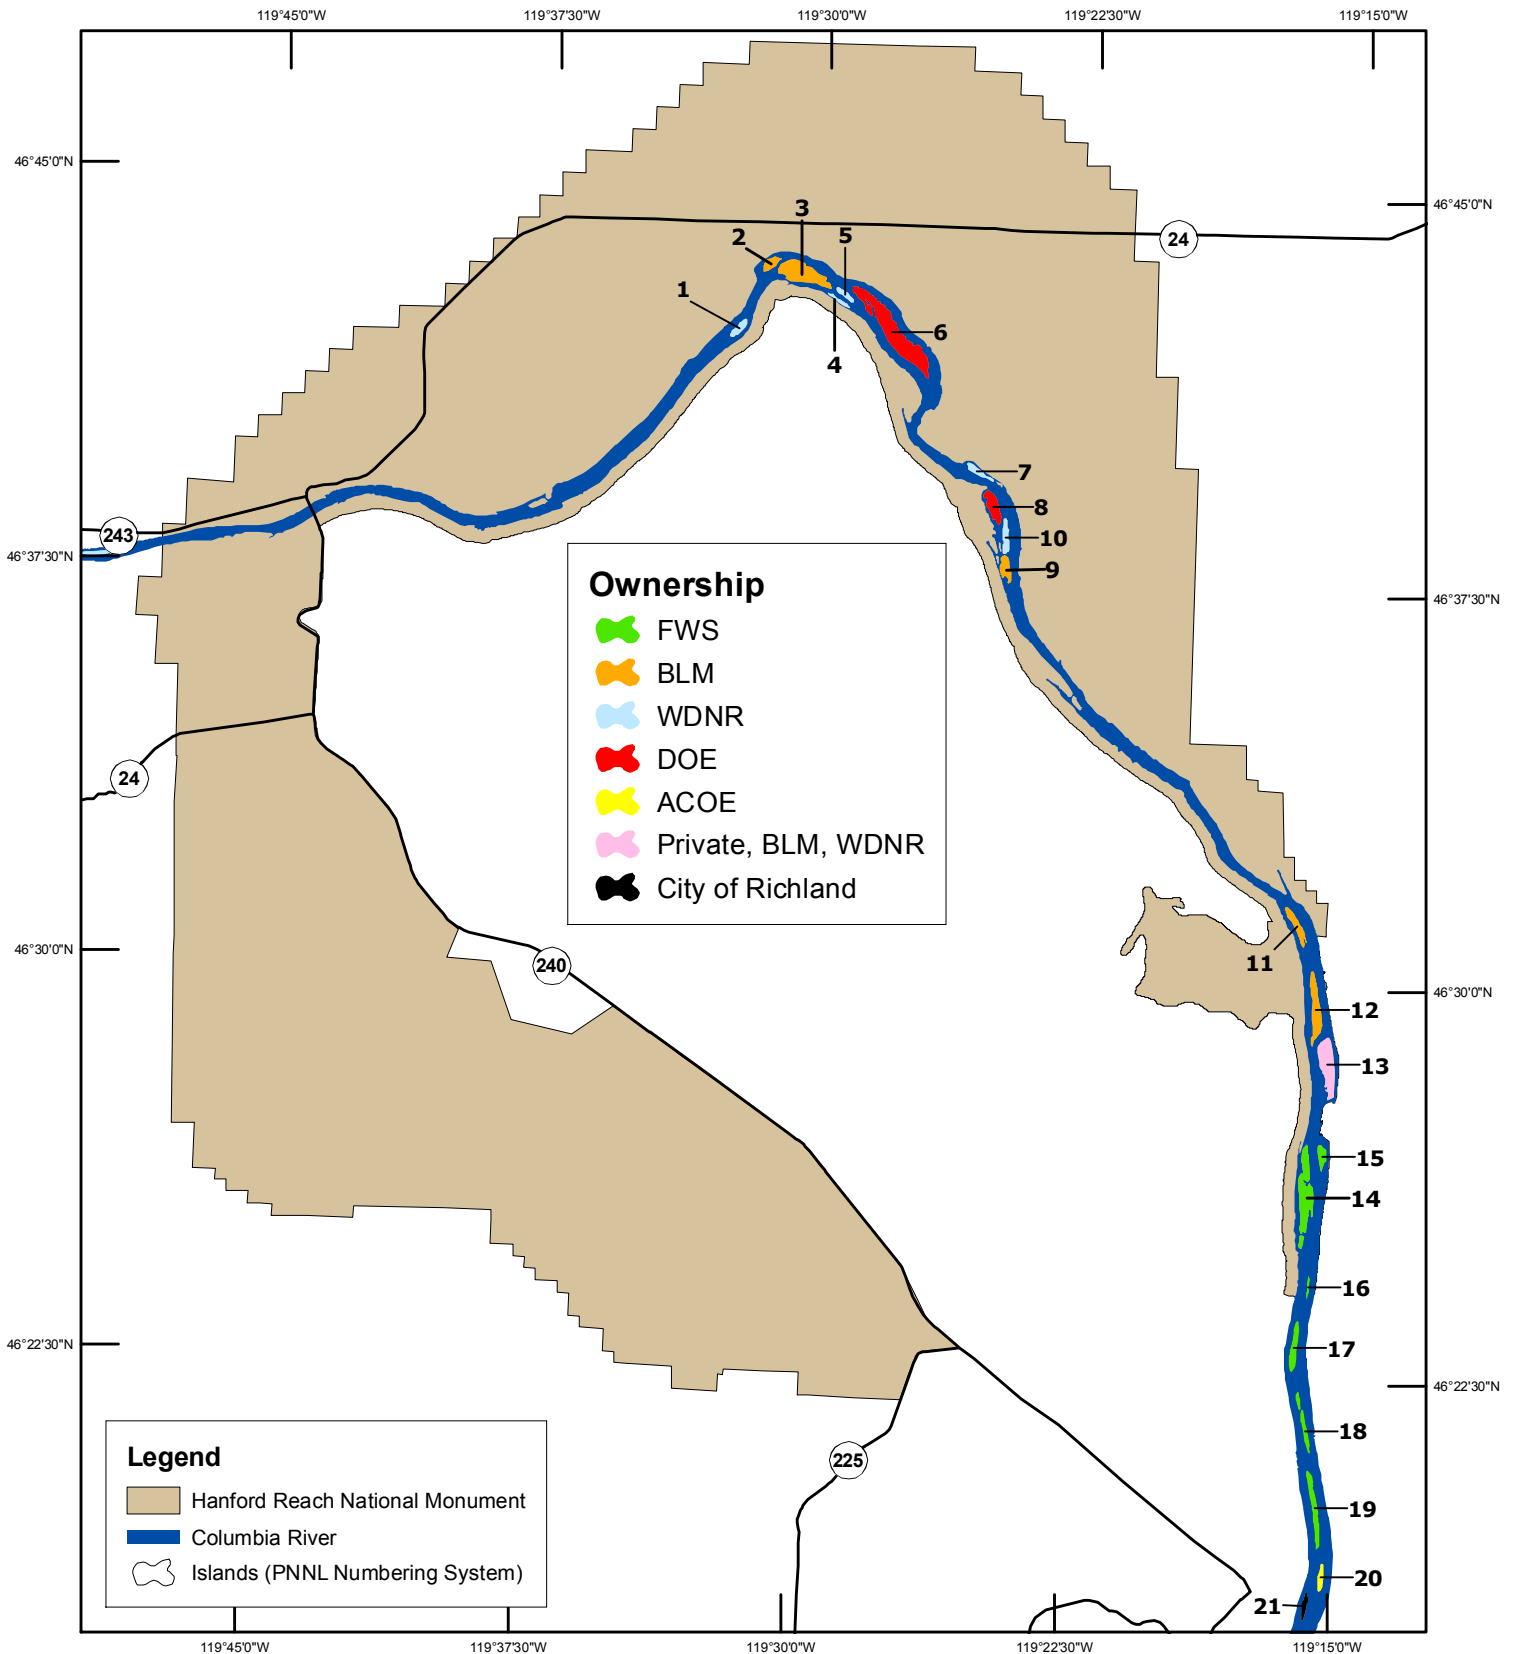 119°45'0"W
119°37'30"W
119°30'0"W
119°22'30"W
119°15'0"W
46°45'0"N
46°45'0"N
3
2
5
24
1
6
4
7
8
243
10
46°37'30"N
9
46°37'30"N
Ownership
FWS
BLM
WDNR
DOE
ACOE
Private, BLM, WDNR
City of Richland
24
46°30'0"N
240
11
46°30'0"N
12
13
15
14
16
46°22'30"N
17
46°22'30"N
18
225
19
20
21
Legend
Hanford Reach National Monument
Columbia River
Islands (PNNL Numbering System)
119°45'0"W
119°37'30"W
119°30'0"W
119°22'30"W
119°15'0"W